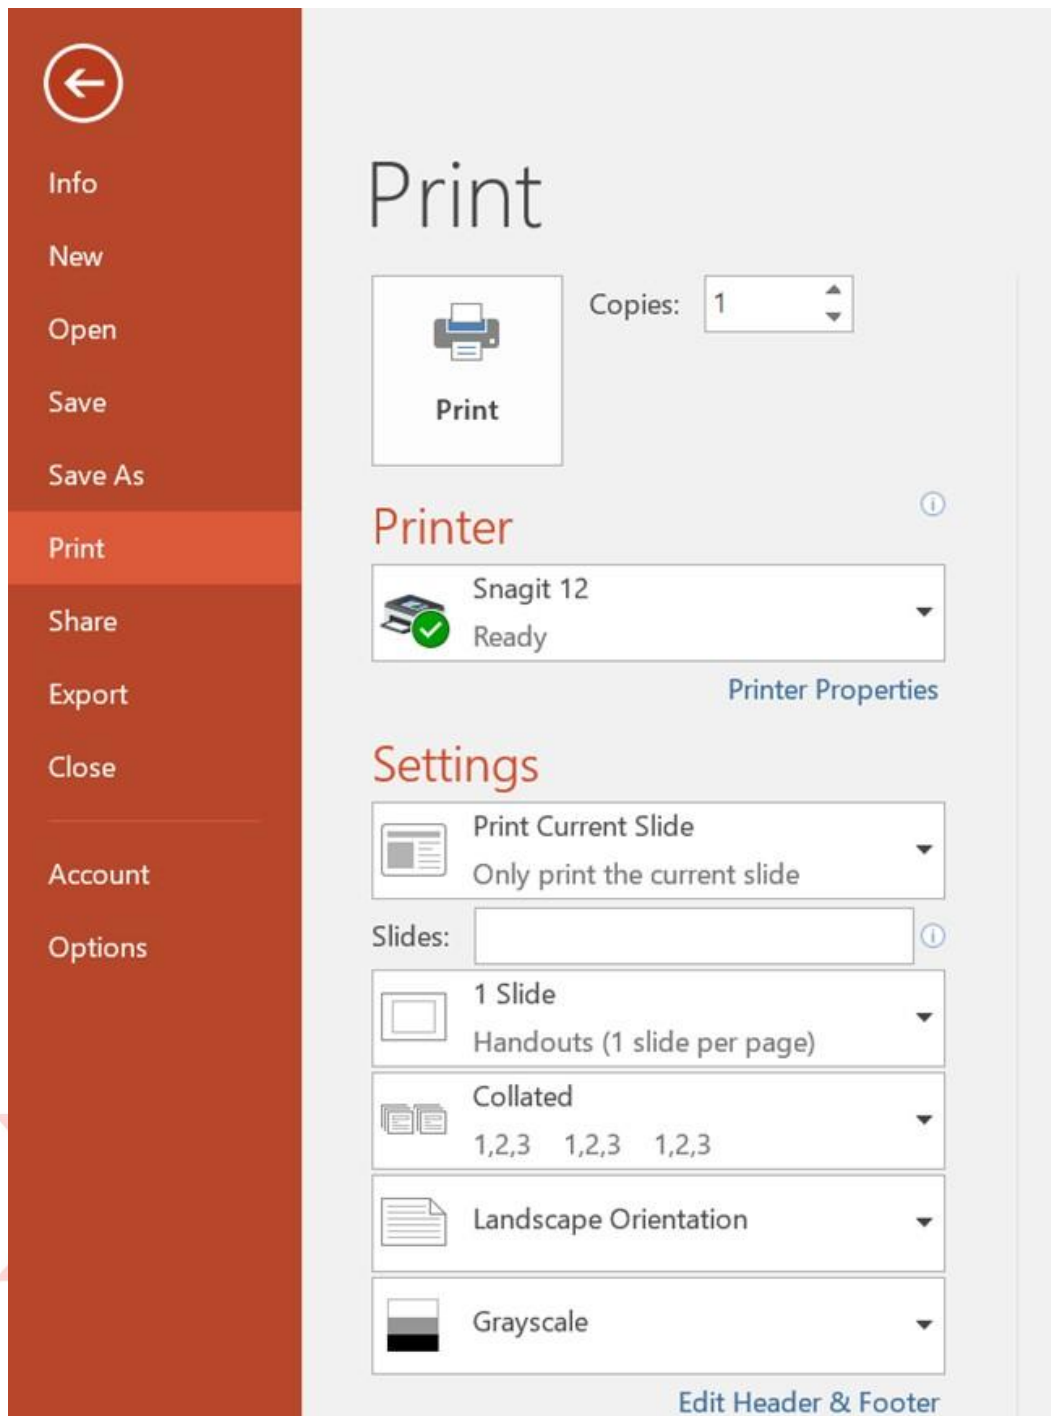 Info
New
Open
Save
Save As
Print
Share
Export
Close
Account
Options
Print
Print
Copies: 1
Printer
Snagit 12
Ready
Printer Properties
Settings
Print Current Slide
Only print the current slide
Slides:
1 Slide
Handouts (1 slide per page)
Collated
1,2,3 1,2,3 1,2,3
Landscape Orientation
Grayscale
Edit Header & Footer